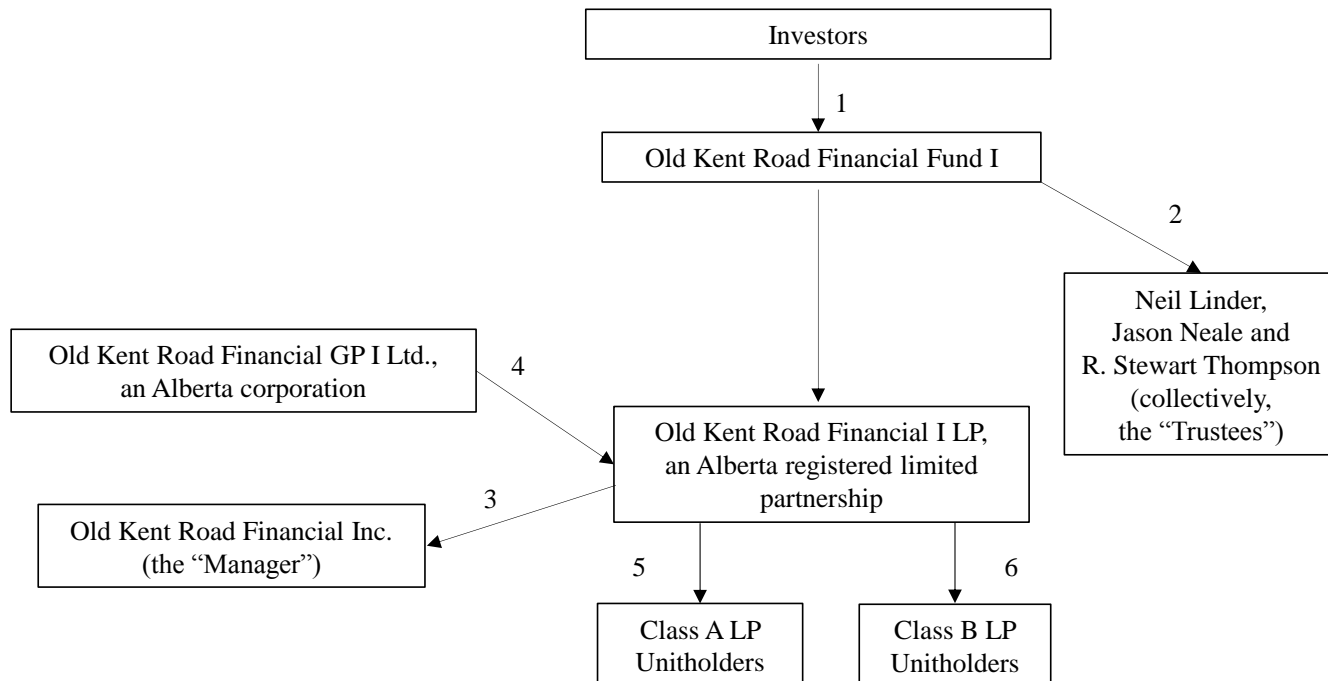 Investors
1
Old Kent Road Financial Fund I
2
Neil Linder,
Jason Neale and
R. Stewart Thompson
(collectively,
the “Trustees”)
Old Kent Road Financial GP I Ltd.,
an Alberta corporation
4
Old Kent Road Financial I LP,
an Alberta registered limited
partnership
3
Old Kent Road Financial Inc.
(the “Manager”)
5
6
Class A LP
Unitholders
Class B LP
Unitholders